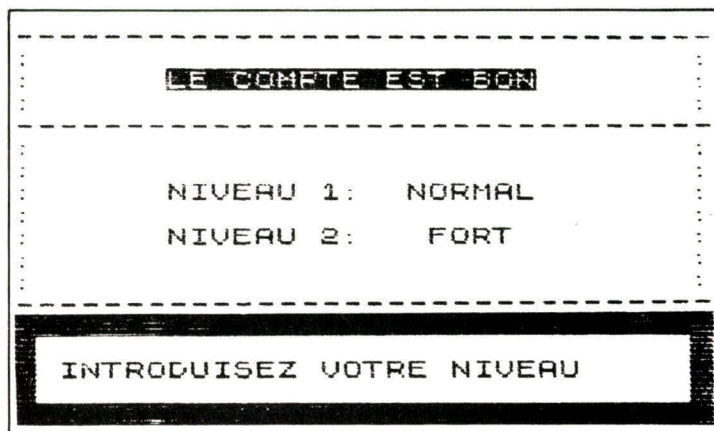 LE COMPTE EST BON
NIVEAU 1: NORMAL
NIVEAU 2: FORT
INTRODUISEZ VOTRE NIVEAU